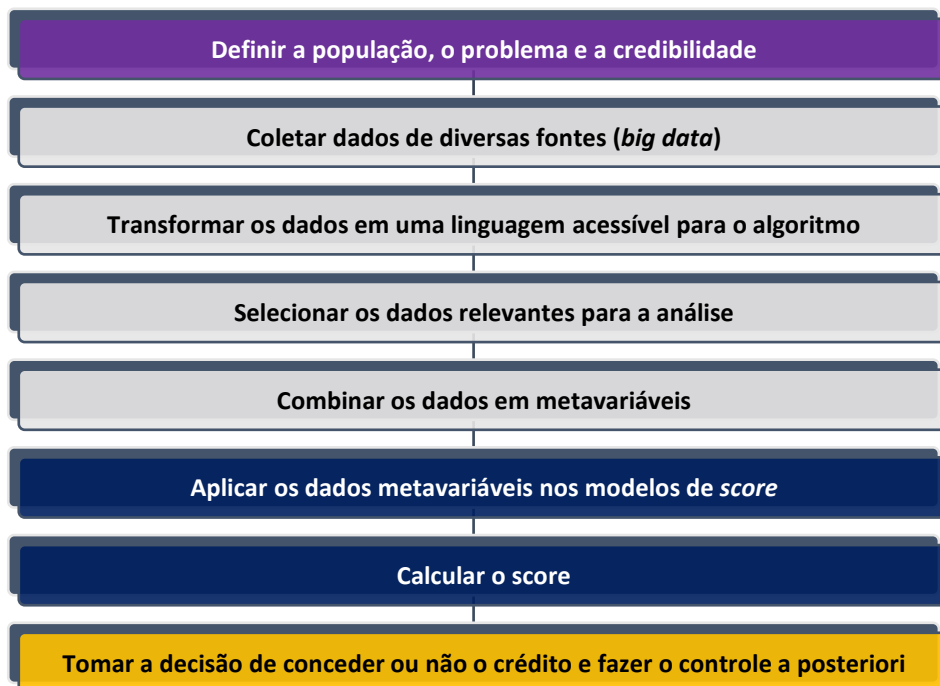 Definir a população, o problema e a credibilidade
Coletar dados de diversas fontes (big data)
Transformar os dados em uma linguagem acessível para o algoritmo
Selecionar os dados relevantes para a análise
Combinar os dados em metavariáveis
Aplicar os dados metavariáveis nos modelos de score
Calcular o score
Tomar a decisão de conceder ou não o crédito e fazer o controle a posteriori